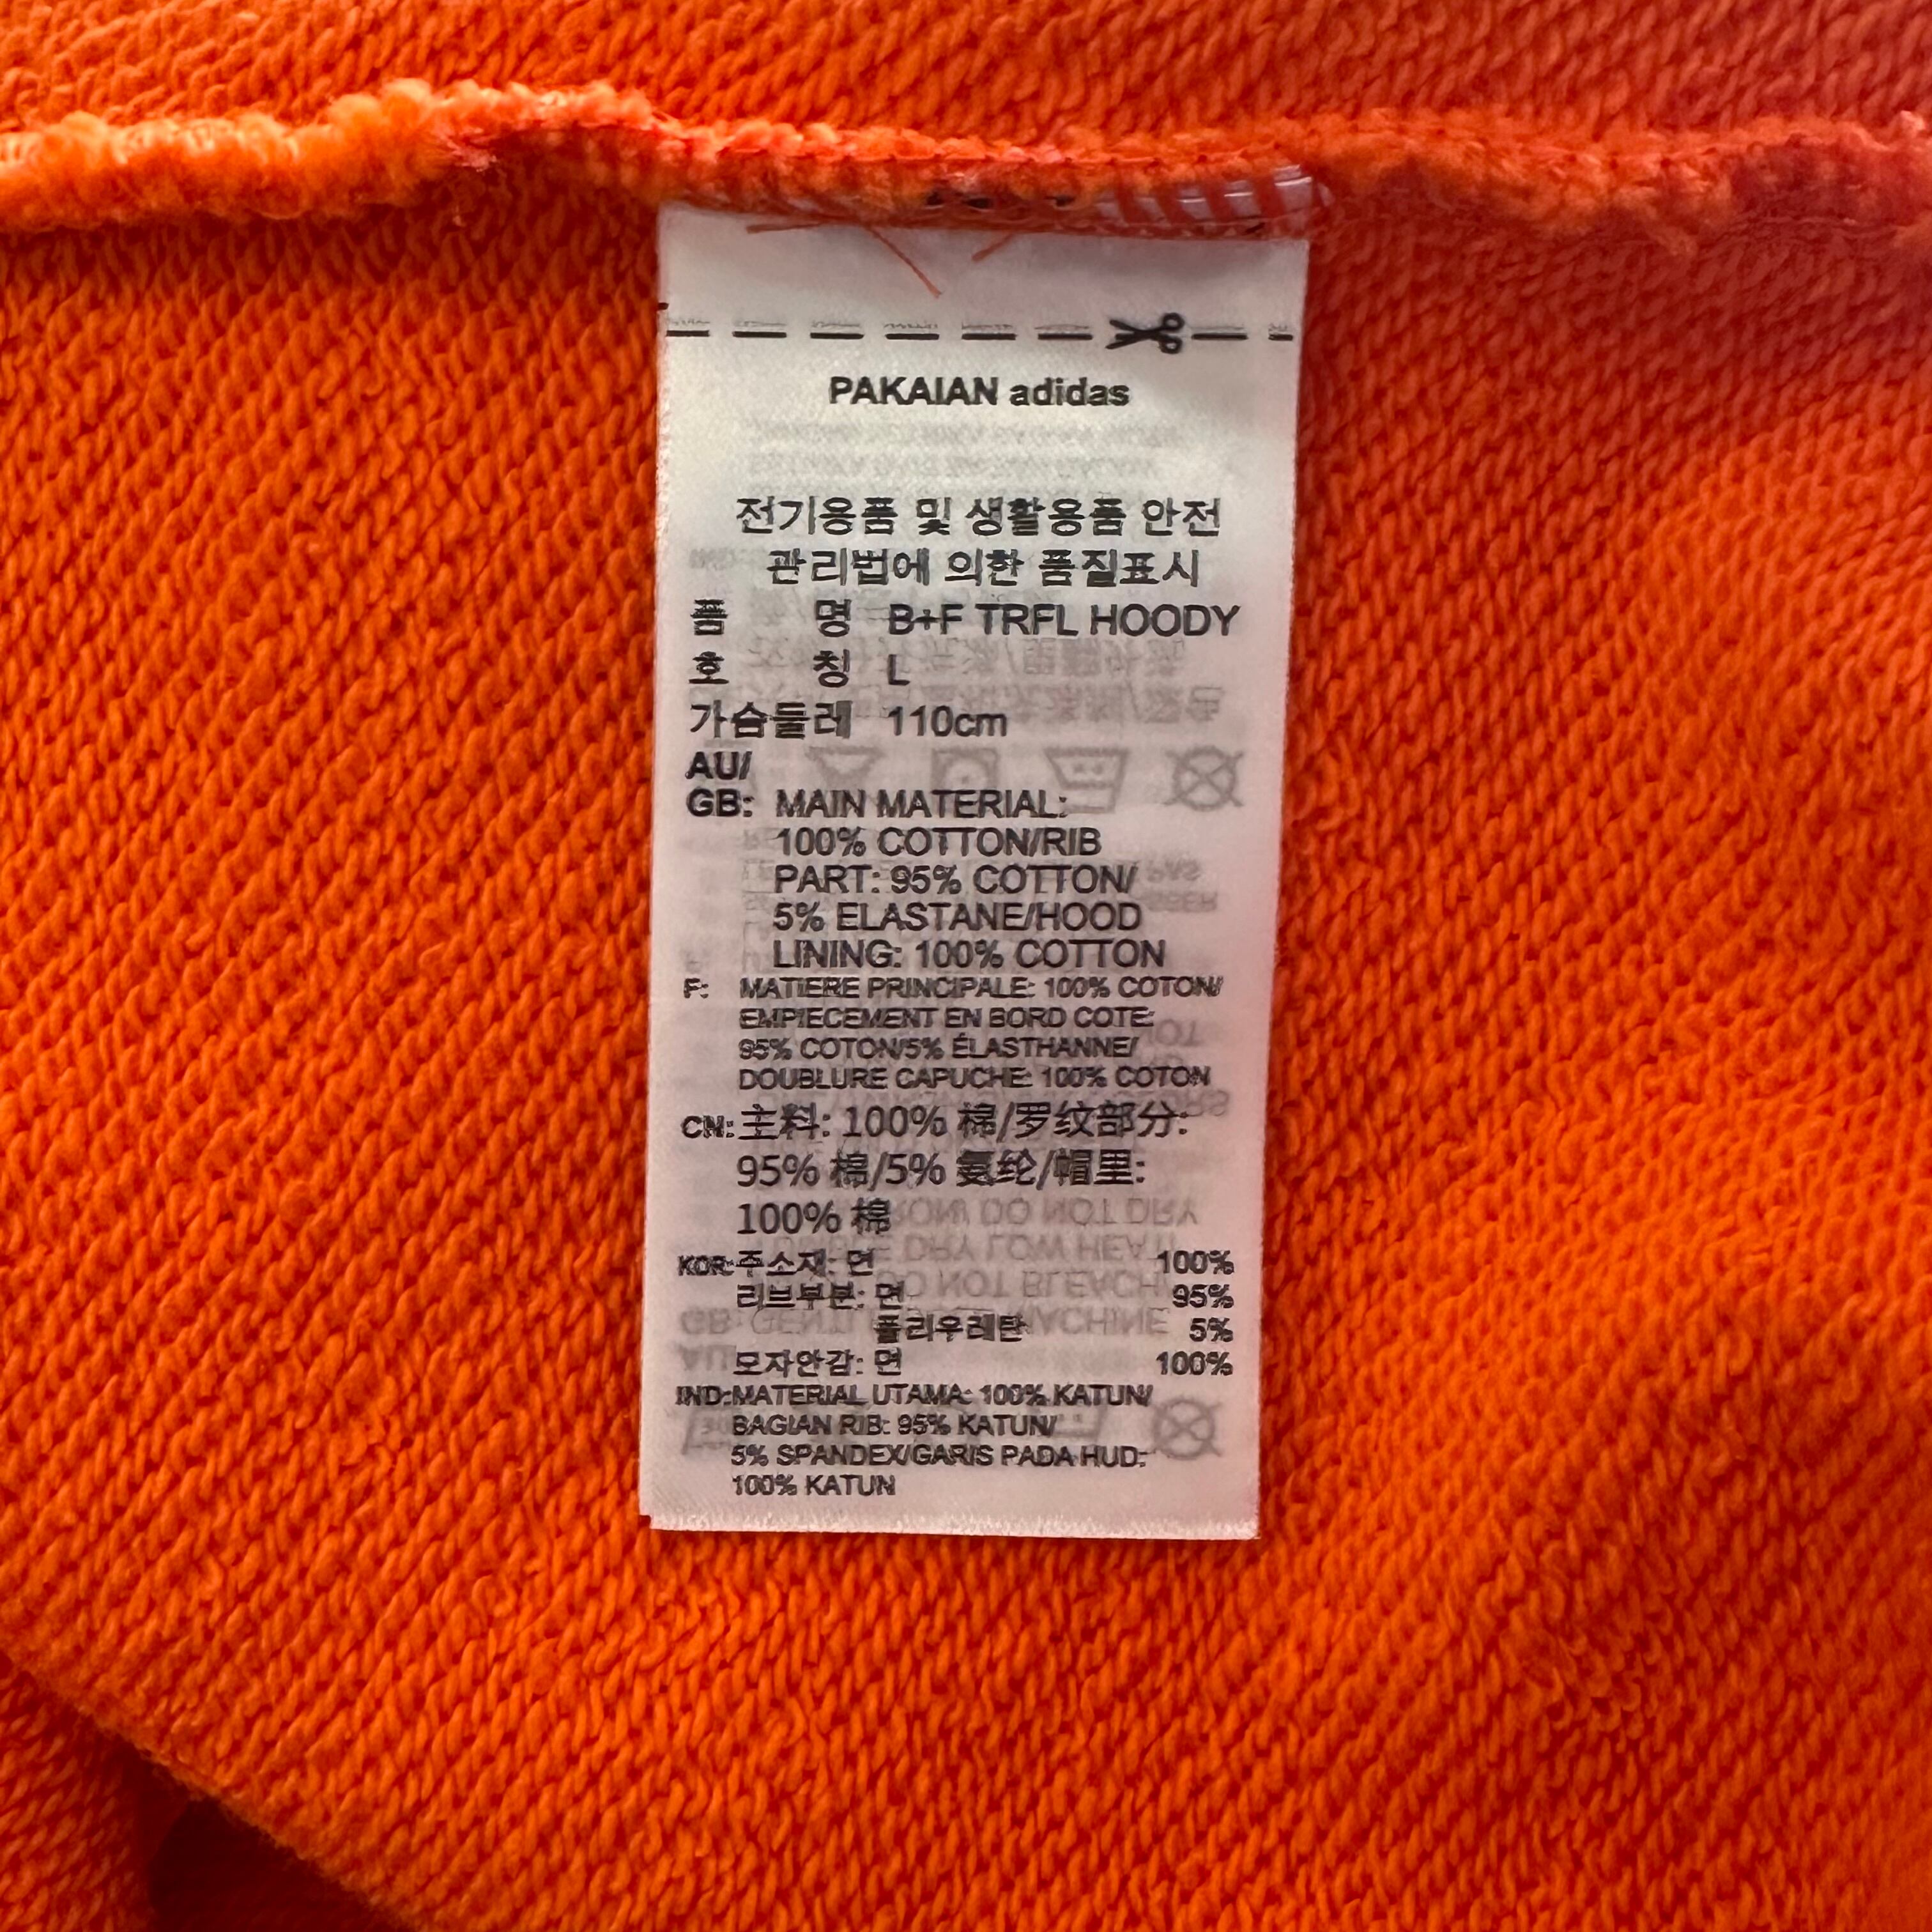 PAKAIAN adidas
전기용품 및 생활용품 안전
관리법에 의한 품질표시
품 명 B+F TRFL HOODY
호 칭 L
가슴둘레 110cm
AU/
GB: MAIN MATERIAL:
100% COTTON/RIB
PART: 95% COTTON/
5% ELASTANE/HOOD
LINING: 100% COTTON
F: MATIERE PRINCIPALE: 100% COTON/
EMPIECEMENT EN BORD COTE:
95% COTON/5% ÉLASTHANNE/
DOUBLURE CAPUCHE: 100% COTON
CN: 主料: 100% 棉/罗纹部分:
95% 棉/5% 氨纶/帽里:
100% 棉
KOR: 주소재: 면 100%
리브부분: 면 95%
폴리우레탄 5%
모자안감: 면 100%
IND: MATERIAL UTAMA: 100% KATUN/
BAGIAN RIB: 95% KATUN/
5% SPANDEX/GARIS PADA HUD:
100% KATUN